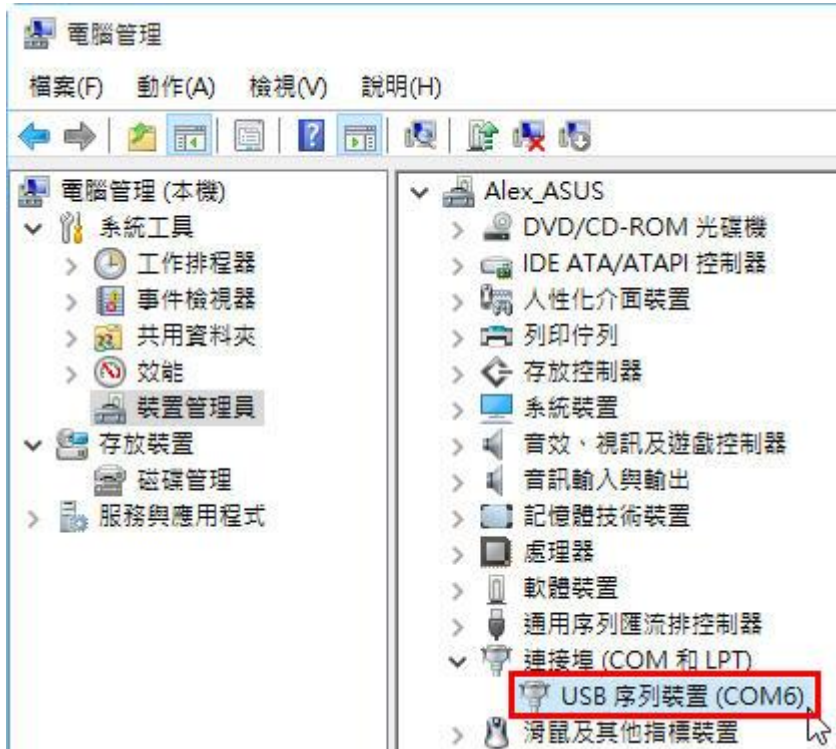 電腦管理
檔案(F) 動作(A) 檢視(V) 說明(H)
電腦管理 (本機)
系統工具
工作排程器
事件檢視器
共用資料夾
效能
裝置管理員
存放裝置
磁碟管理
服務與應用程式
Alex_ASUS
DVD/CD-ROM 光碟機
IDE ATA/ATAPI 控制器
人性化介面裝置
列印佇列
存放控制器
系統裝置
音效、視訊及遊戲控制器
音訊輸入與輸出
記憶體技術裝置
處理器
軟體裝置
通用序列匯流排控制器
連接埠 (COM 和 LPT)
USB 序列裝置 (COM6)
滑鼠及其他指標裝置